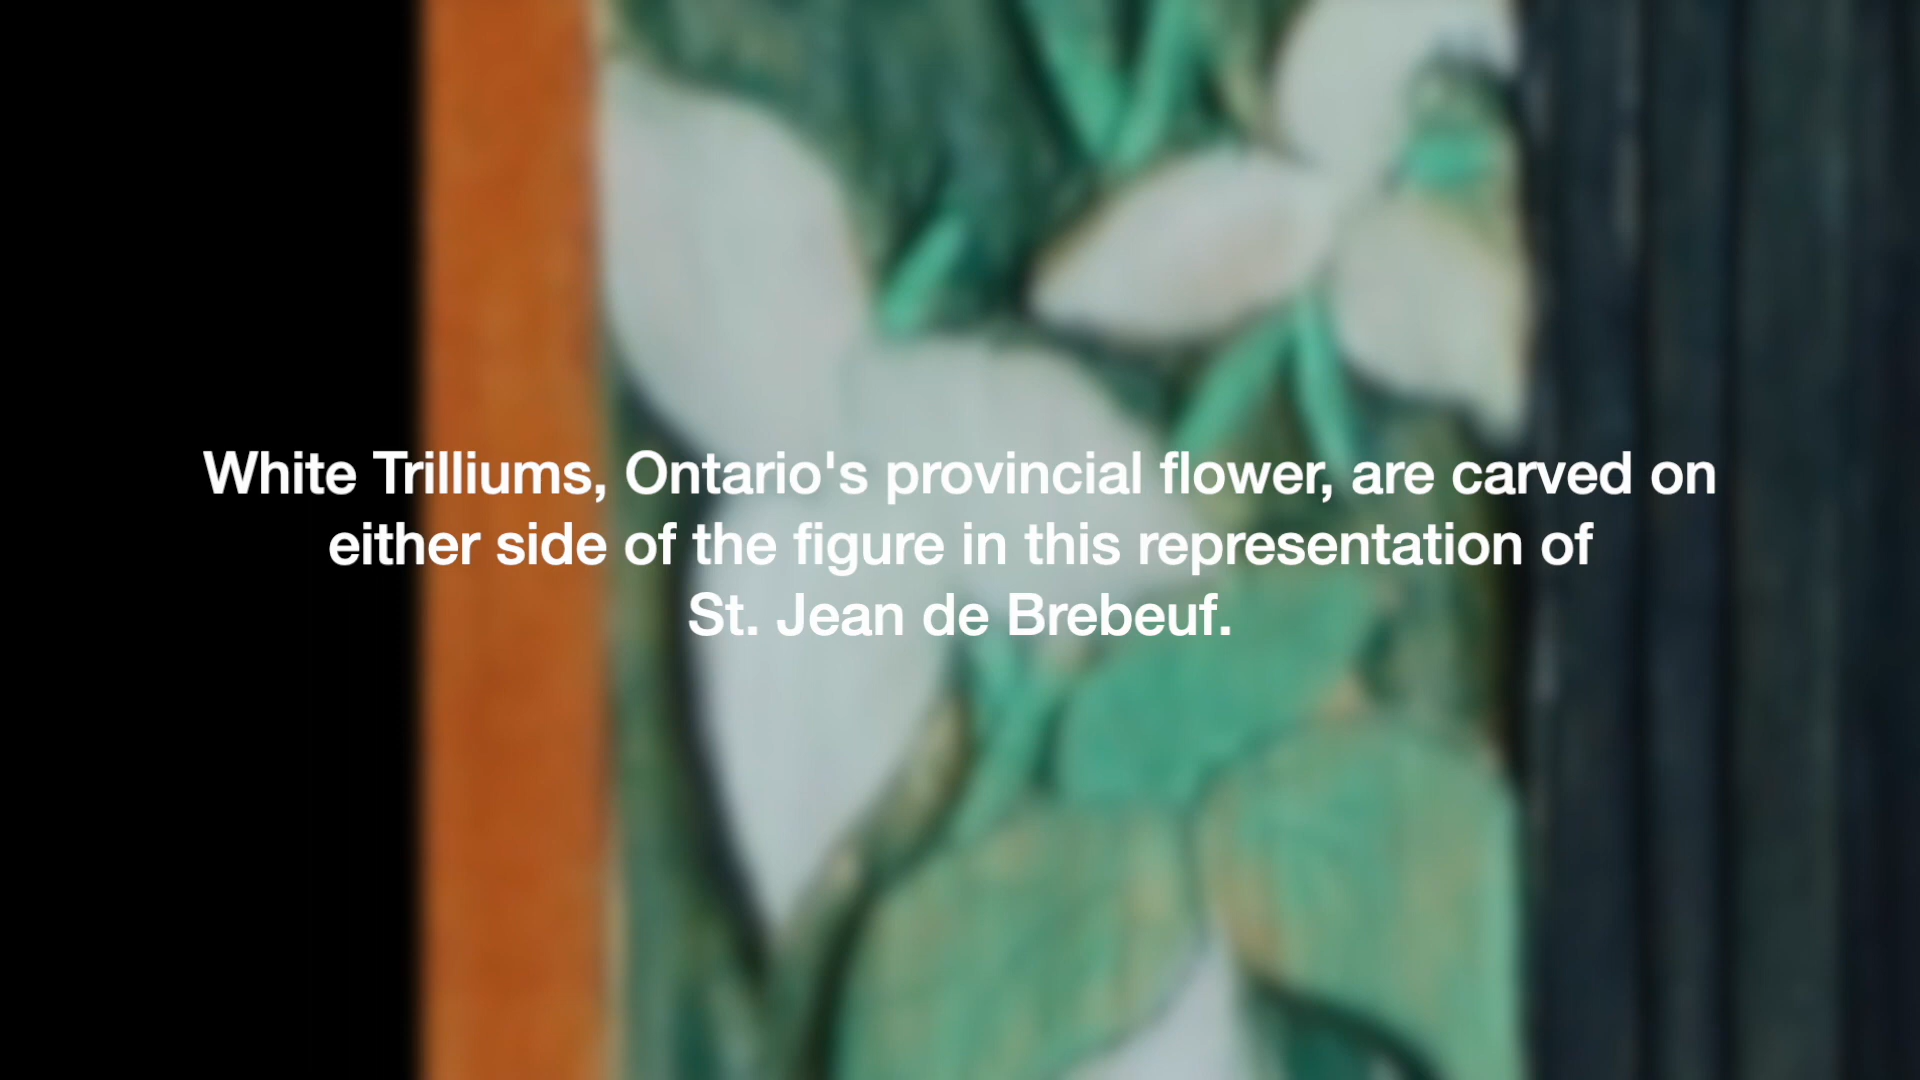 White Trilliums, Ontario's provincial flower, are carved on
either side of the figure in this representation of
St. Jean de Brebeuf.